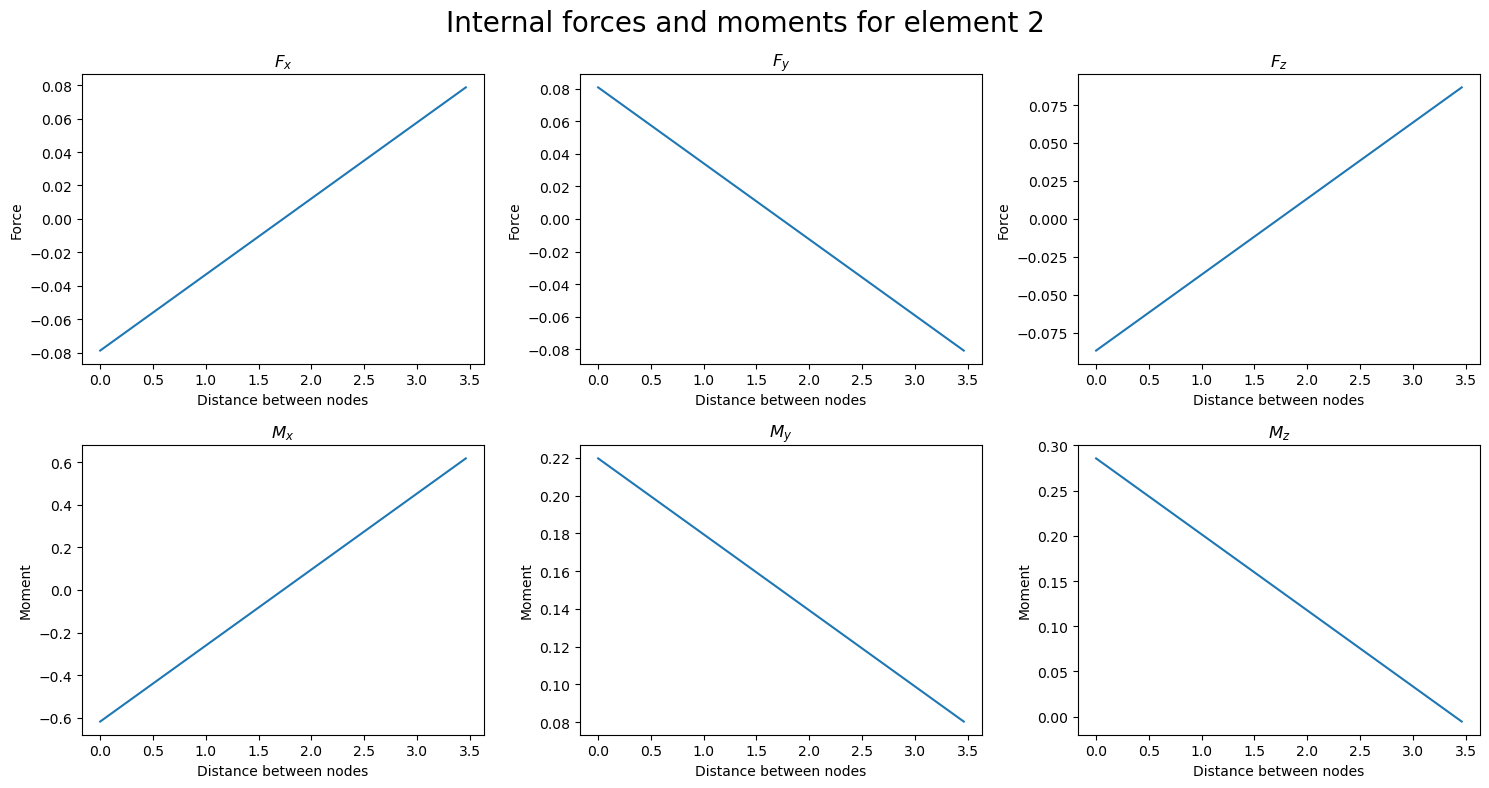 Internal forces and moments for element 2
F_x
F_y
F_z
0.08
0.06
0.04
0.02
0.00
−0.02
−0.04
−0.06
−0.08
Force
0.0 0.5 1.0 1.5 2.0 2.5 3.0 3.5
Distance between nodes
0.08
0.06
0.04
0.02
0.00
−0.02
−0.04
−0.06
−0.08
Force
0.0 0.5 1.0 1.5 2.0 2.5 3.0 3.5
Distance between nodes
0.075
0.050
0.025
0.000
−0.025
−0.050
−0.075
Force
0.0 0.5 1.0 1.5 2.0 2.5 3.0 3.5
Distance between nodes
M_x
M_y
M_z
0.6
0.4
0.2
0.0
−0.2
−0.4
−0.6
Moment
0.0 0.5 1.0 1.5 2.0 2.5 3.0 3.5
Distance between nodes
0.22
0.20
0.18
0.16
0.14
0.12
0.10
0.08
Moment
0.0 0.5 1.0 1.5 2.0 2.5 3.0 3.5
Distance between nodes
0.30
0.25
0.20
0.15
0.10
0.05
0.00
Moment
0.0 0.5 1.0 1.5 2.0 2.5 3.0 3.5
Distance between nodes